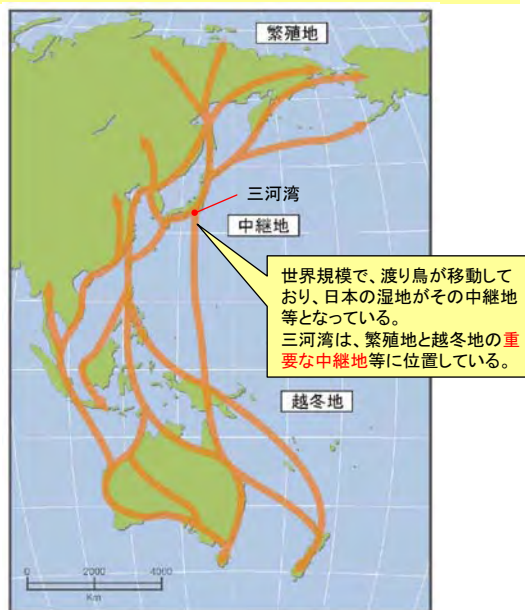 繁殖地
三河湾
中継地
世界規模で、渡り鳥が移動して
おり、日本の湿地がその中継地
等となっている。
三河湾は、繁殖地と越冬地の重
要な中継地等に位置している。
越冬地
0 2000 4000
Km